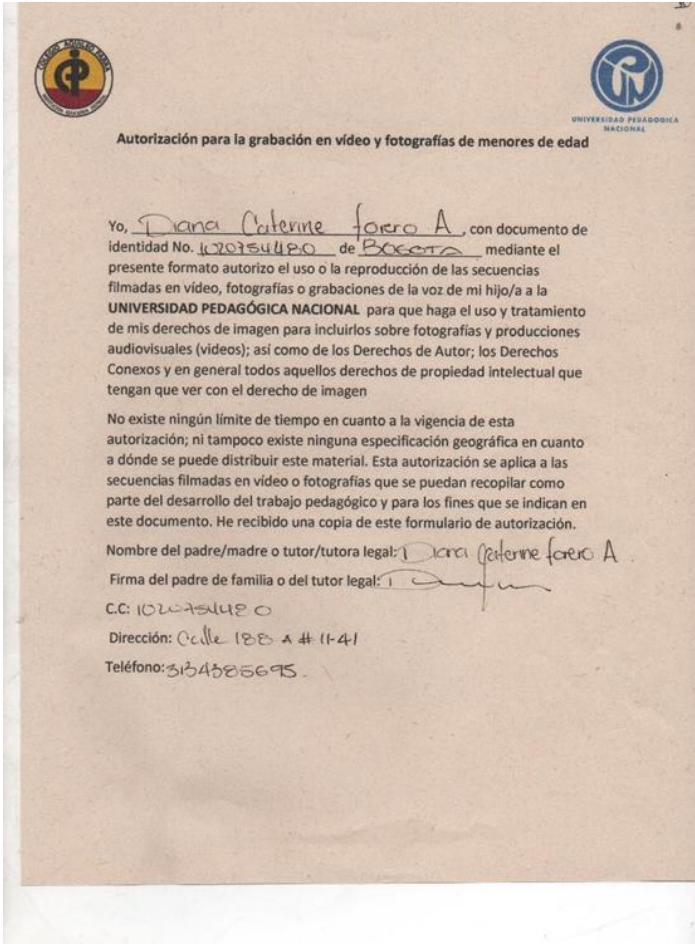 COLEGIO AQUILEO PARRA
UNIVERSIDAD PEDAGOGICA
NACIONAL
Autorización para la grabación en vídeo y fotografías de menores de edad
Yo, Diana Caterine forero A, con documento de
identidad No. 1020754480 de BOGOTA mediante el
presente formato autorizo el uso o la reproducción de las secuencias
filmadas en vídeo, fotografías o grabaciones de la voz de mi hijo/a a la
UNIVERSIDAD PEDAGÓGICA NACIONAL para que haga el uso y tratamiento
de mis derechos de imagen para incluirlos sobre fotografías y producciones
audiovisuales (videos); así como de los Derechos de Autor; los Derechos
Conexos y en general todos aquellos derechos de propiedad intelectual que
tengan que ver con el derecho de imagen
No existe ningún límite de tiempo en cuanto a la vigencia de esta
autorización; ni tampoco existe ninguna especificación geográfica en cuanto
a dónde se puede distribuir este material. Esta autorización se aplica a las
secuencias filmadas en vídeo o fotografías que se puedan recopilar como
parte del desarrollo del trabajo pedagógico y para los fines que se indican en
este documento. He recibido una copia de este formulario de autorización.
Nombre del padre/madre o tutor/tutora legal: Diana Caterine forero A.
Firma del padre de familia o del tutor legal:
C.C: 1020754480
Dirección: Calle 188 A # 11-41
Teléfono: 3134385695.